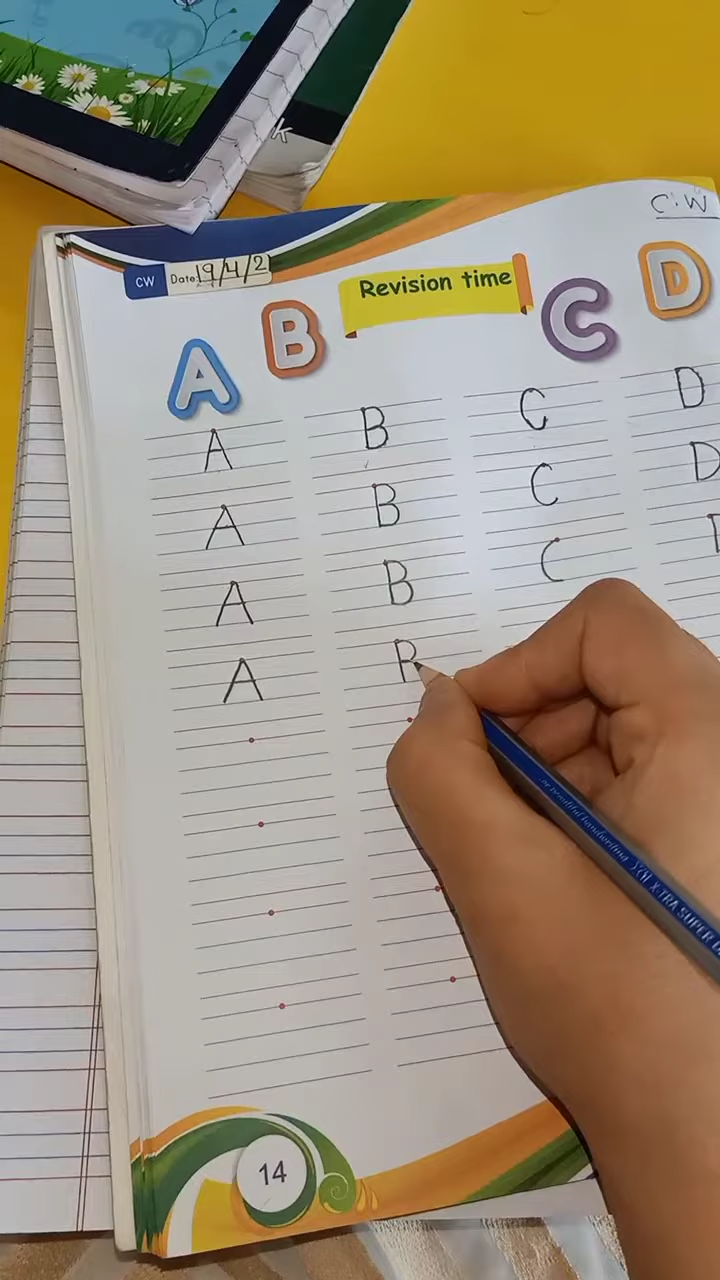 k
C.W
CW Date: 19/4/2
Revision time
A B C D
A B C D
A B C D
A B C
A
14